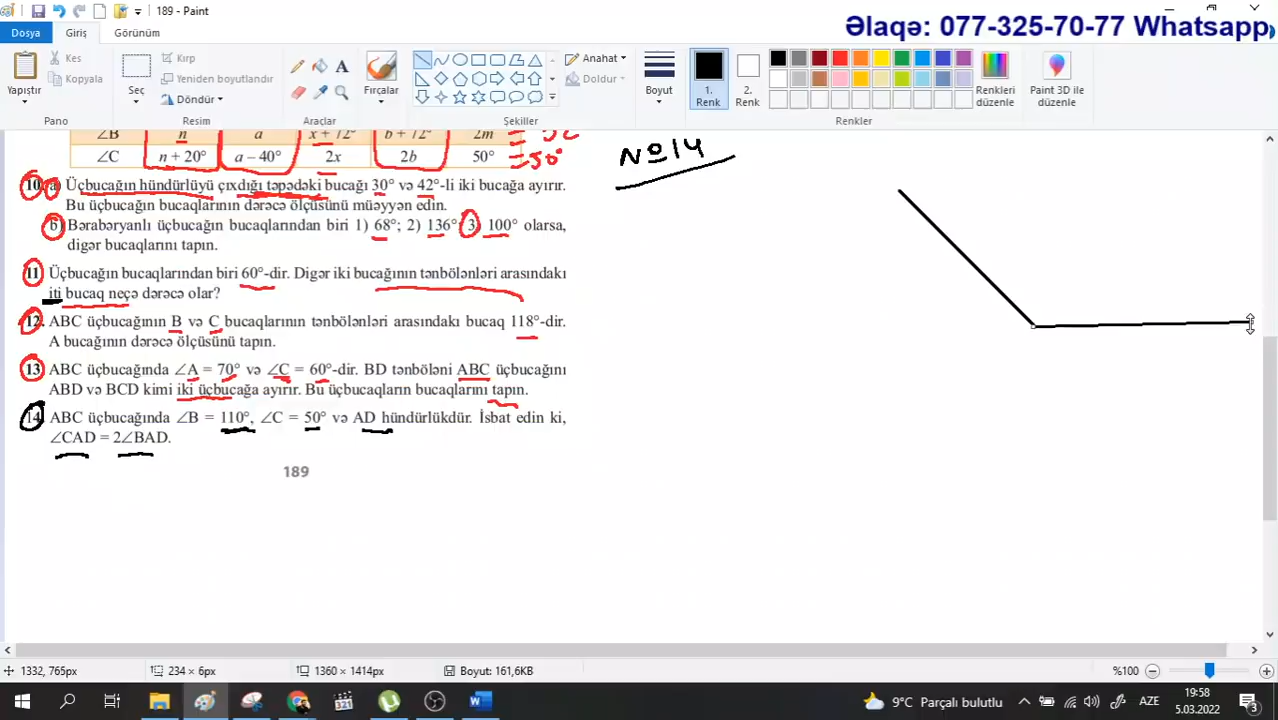 189 - Paint
Əlaqə: 077-325-70-77 Whatsapp
Dosya
Giriş
Görünüm
Yapıştır
Kes
Kopyala
Pano
Seç
Kırp
Yeniden boyutlandır
Döndür
Resim
Araçlar
Fırçalar
Şekiller
Anahat
Doldur
Boyut
1. Renk
2. Renk
Renkler
Renkleri düzenle
Paint 3D ile düzenle
∠B n a x + 12° b + 12° 2m
∠C n + 20° a – 40° 2x 2b 50° =50°
№14
10. a) Üçbucağın hündürlüyü çıxdığı təpədəki bucağı 30° və 42°-li iki bucağa ayırır.
Bu üçbucağın bucaqlarının dərəcə ölçüsünü müəyyən edin.
b) Bərabəryanlı üçbucağın bucaqlarından biri 1) 68°; 2) 136° 3) 100° olarsa,
digər bucaqlarını tapın.
11 Üçbucağın bucaqlarından biri 60°-dir. Digər iki bucağının tənbölənləri arasındakı
iti bucaq neçə dərəcə olar?
12. ABC üçbucağının B və C bucaqlarının tənbölənləri arasındakı bucaq 118°-dir.
A bucağının dərəcə ölçüsünü tapın.
13 ABC üçbucağında ∠A = 70° və ∠C = 60°-dir. BD tənböləni ABC üçbucağını
ABD və BCD kimi iki üçbucağa ayırır. Bu üçbucaqların bucaqlarını tapın.
14 ABC üçbucağında ∠B = 110°, ∠C = 50° və AD hündürlükdür. İsbat edin ki,
∠CAD = 2∠BAD.
189
1332, 765px
234 × 6px
1360 × 1414px
Boyut: 161,6KB
%100
9°C Parçalı bulutlu
AZE
19:58
5.03.2022
3